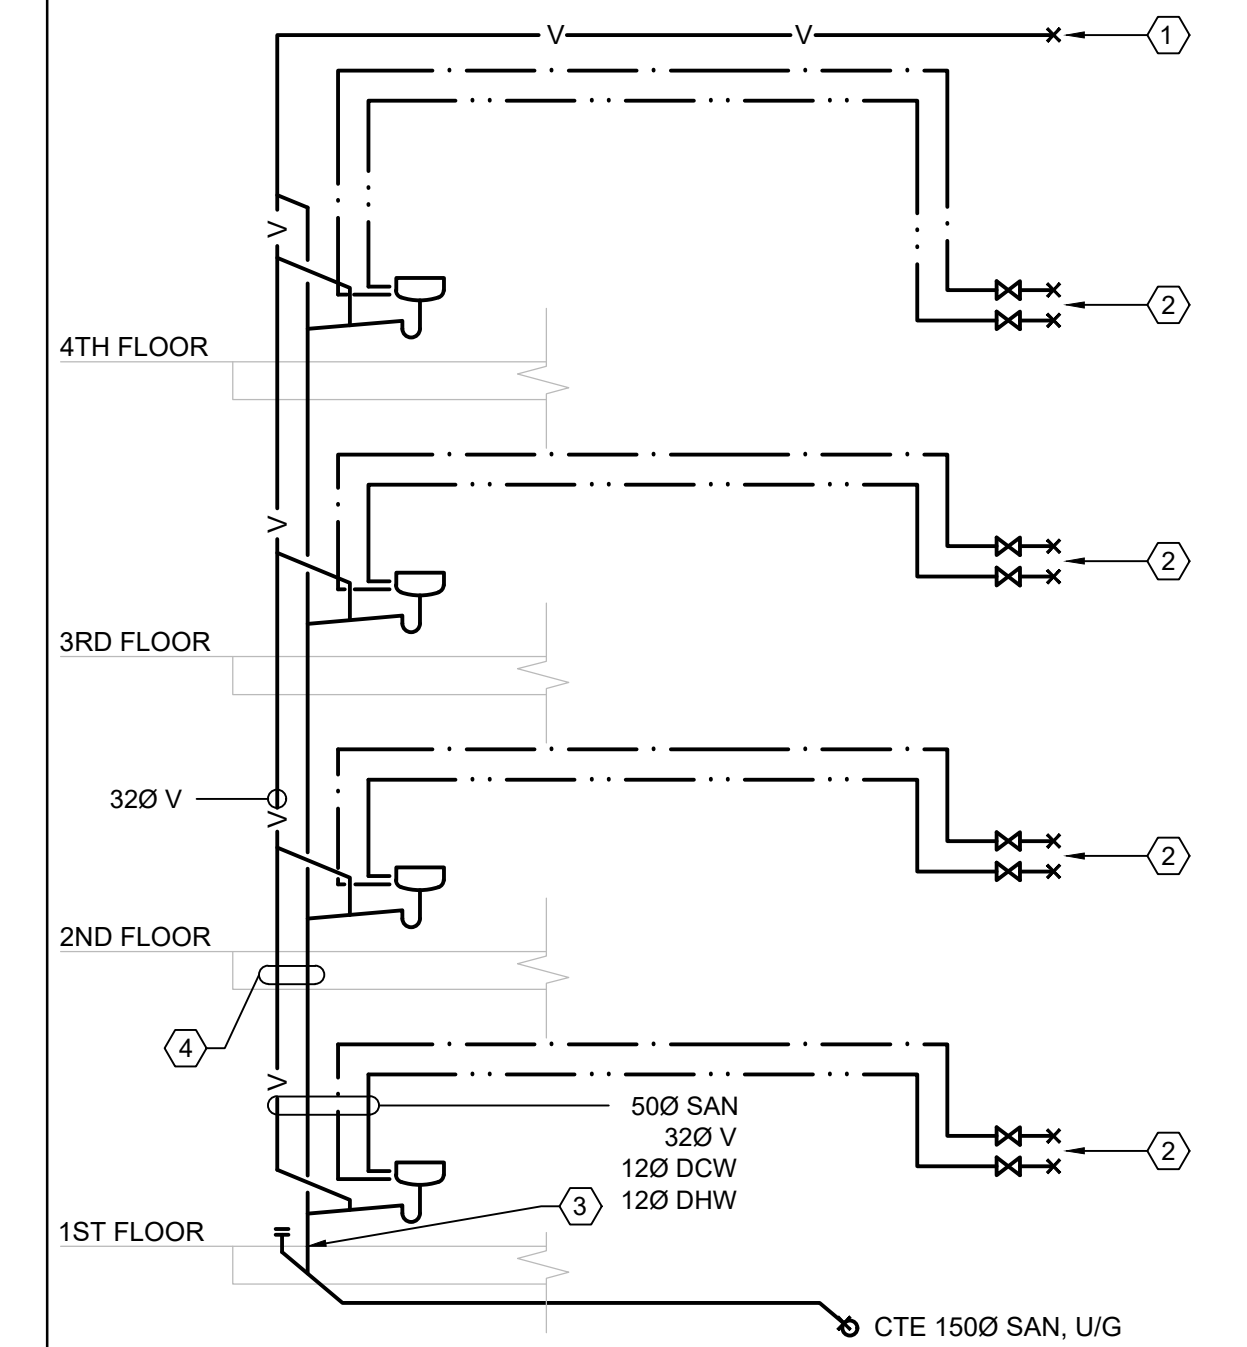 V V 1
V
2
4TH FLOOR
V
2
3RD FLOOR
32Ø V
V
2
2ND FLOOR
4
V
50Ø SAN
32Ø V
12Ø DCW
12Ø DHW
2
3
1ST FLOOR
CTE 150Ø SAN, U/G